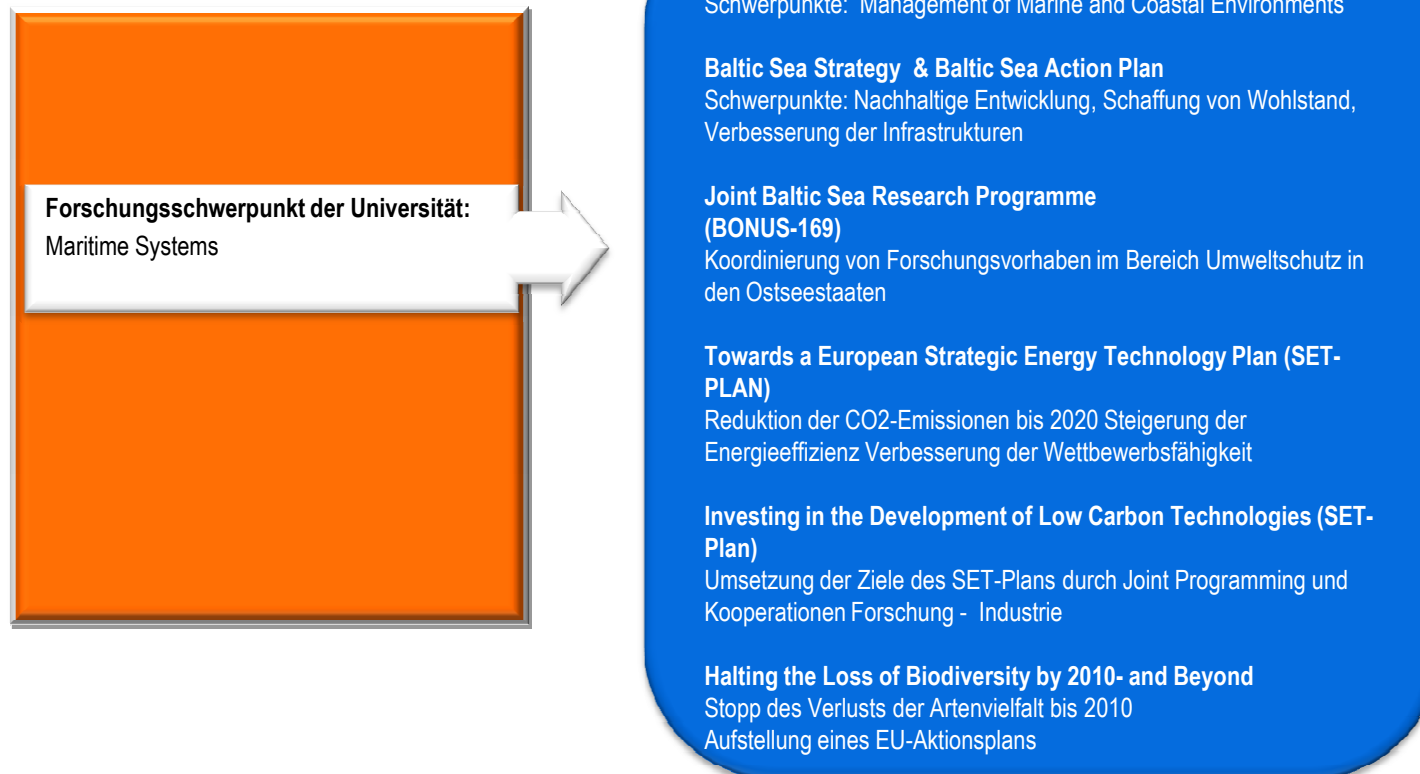 Forschungsschwerpunkt der Universität:
Maritime Systems
Schwerpunkte: Management of Marine and Coastal Environments
Baltic Sea Strategy & Baltic Sea Action Plan
Schwerpunkte: Nachhaltige Entwicklung, Schaffung von Wohlstand,
Verbesserung der Infrastrukturen
Joint Baltic Sea Research Programme
(BONUS-169)
Koordinierung von Forschungsvorhaben im Bereich Umweltschutz in
den Ostseestaaten
Towards a European Strategic Energy Technology Plan (SET-
PLAN)
Reduktion der CO2-Emissionen bis 2020 Steigerung der
Energieeffizienz Verbesserung der Wettbewerbsfähigkeit
Investing in the Development of Low Carbon Technologies (SET-
Plan)
Umsetzung der Ziele des SET-Plans durch Joint Programming und
Kooperationen Forschung - Industrie
Halting the Loss of Biodiversity by 2010- and Beyond
Stopp des Verlusts der Artenvielfalt bis 2010
Aufstellung eines EU-Aktionsplans